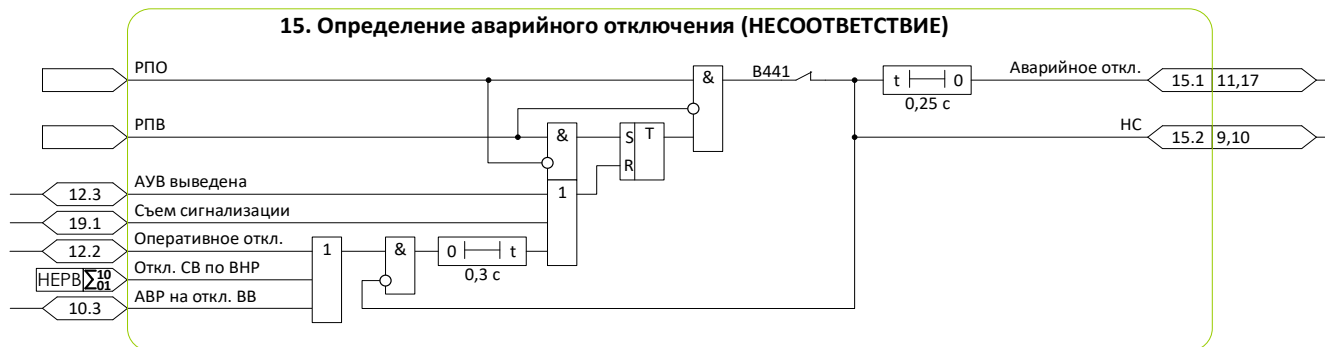 15. Определение аварийного отключения (НЕСООТВЕТСТВИЕ)
РПО
&
В441
t 0
0,25 с
Аварийное откл.
15.1 11,17
РПВ
&
S T
R
НС
15.2 9,10
12.3 АУВ выведена
1
19.1 Съем сигнализации
12.2 Оперативное откл.
1
&
0 t
0,3 с
НЕРВ Σ 10 01 Откл. СВ по ВНР
10.3 АВР на откл. ВВ